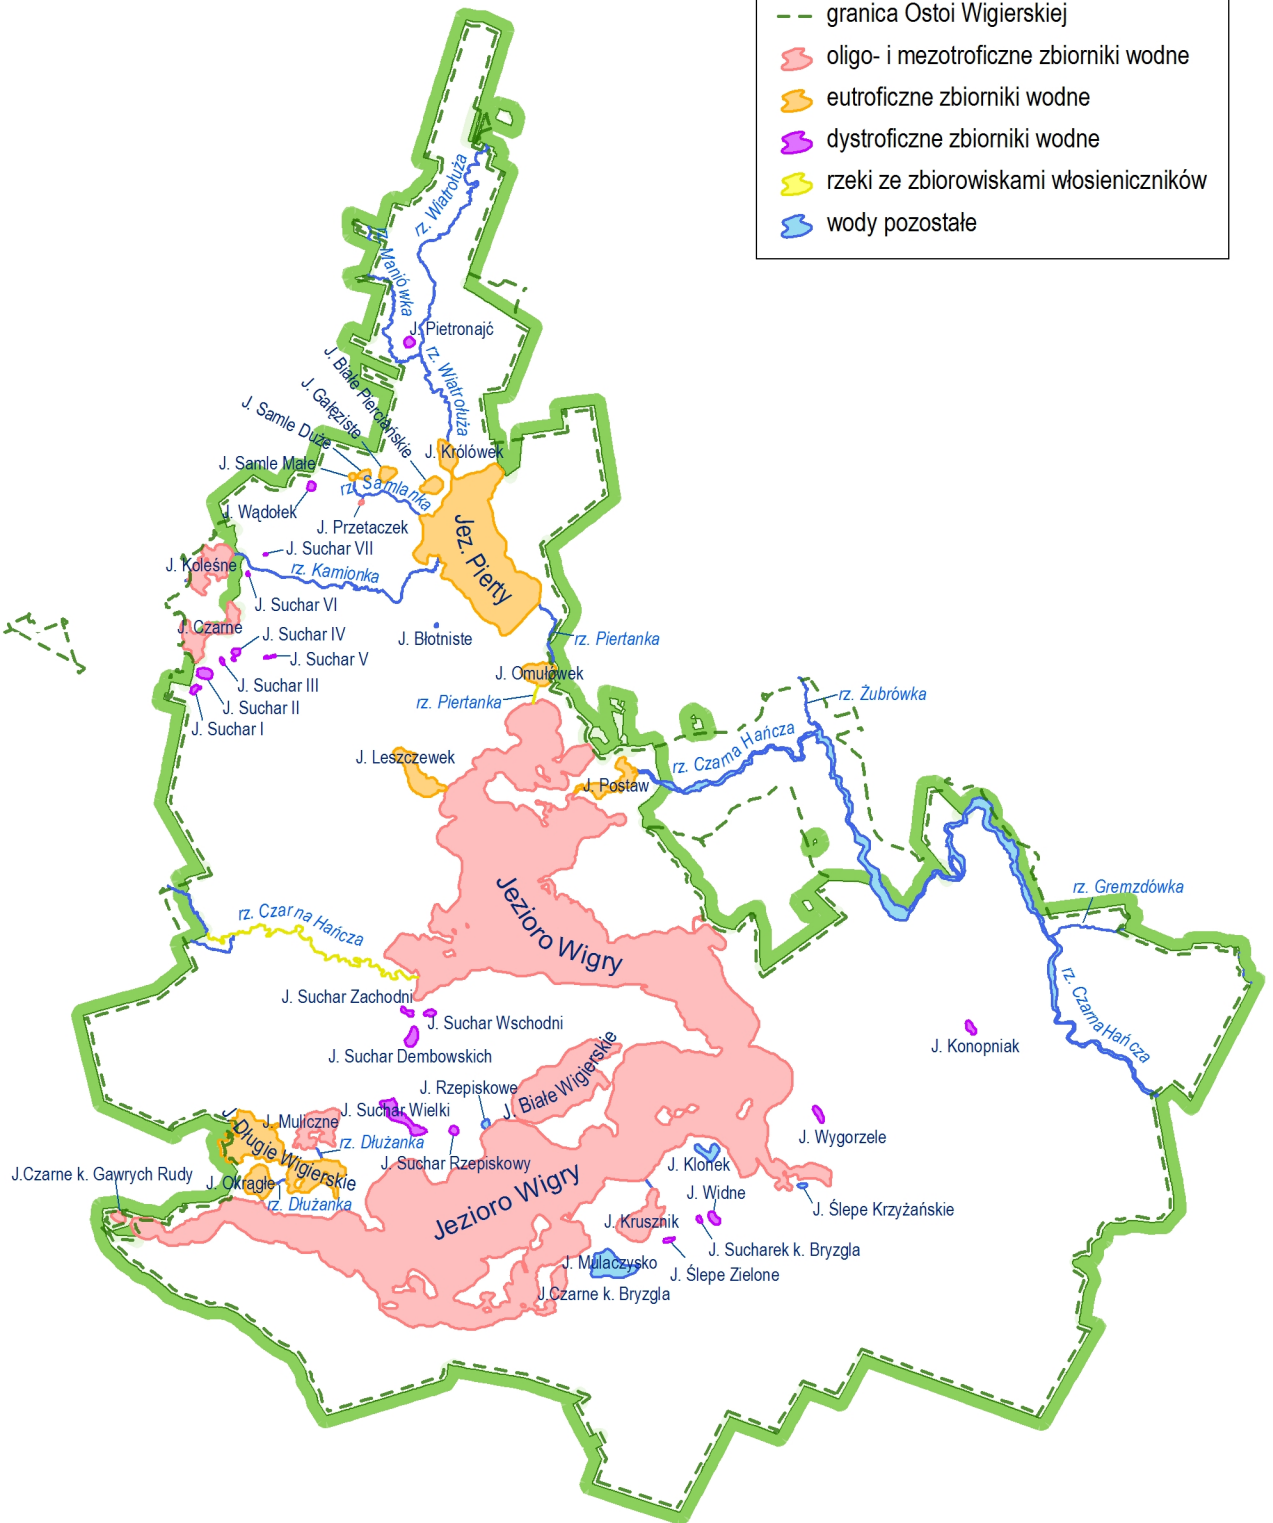 granica Ostoi Wigierskiej
oligo- i mezotroficzne zbiorniki wodne
eutroficzne zbiorniki wodne
dystroficzne zbiorniki wodne
rzeki ze zbiorowiskami włosieniczników
wody pozostałe
rz. Wiatrołuża
rz. Maniówka
J. Pietronajć
rz. Wiatrołuża
J. Białe Pierciańskie
J. Gałęziste
J. Samle Duże
J. Królówek
J. Samle Małe
rz. Samlanka
J. Wądołek
J. Przetaczek
Jez. Pierty
J. Suchar VII
J. Koleśne
rz. Kamionka
J. Suchar VI
J. Czarne
J. Suchar IV
J. Błotniste
rz. Piertanka
J. Suchar V
J. Omułówek
J. Suchar III
rz. Piertanka
rz. Żubrówka
J. Suchar II
J. Suchar I
rz. Czarna Hańcza
J. Leszczewek
J. Postaw
rz. Gremzdówka
rz. Czarna Hańcza
Jezioro Wigry
J. Suchar Zachodni
rz. Czarna Hańcza
J. Suchar Wschodni
J. Konopniak
J. Suchar Dembowskich
J. Rzepiskowe
J. Białe Wigierskie
J. Suchar Wielki
J. Muliczne
J. Długie Wigierskie
rz. Dłużanka
J. Wygorzele
J. Suchar Rzepiskowy
J. Klonek
J.Czarne k. Gawrych Rudy
J. Okrągłe
Jezioro Wigry
J. Widne
rz. Dłużanka
J. Ślepe Krzyżańskie
J. Krusznik
J. Sucharek k. Bryzgla
J. Mulaczysko
J. Ślepe Zielone
J.Czarne k. Bryzgla